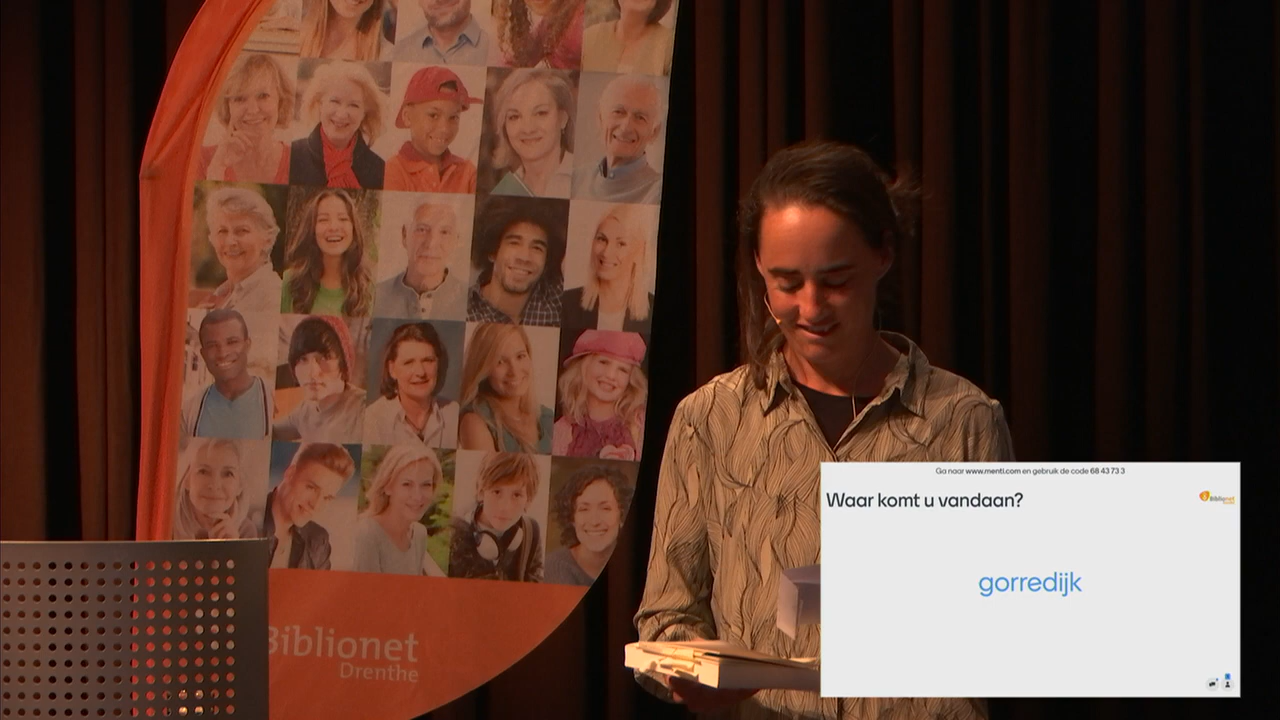 Biblionet
Drenthe
Ga naar www.menti.com en gebruik de code 68 43 73 3
Waar komt u vandaan?
Biblionet
gorredijk